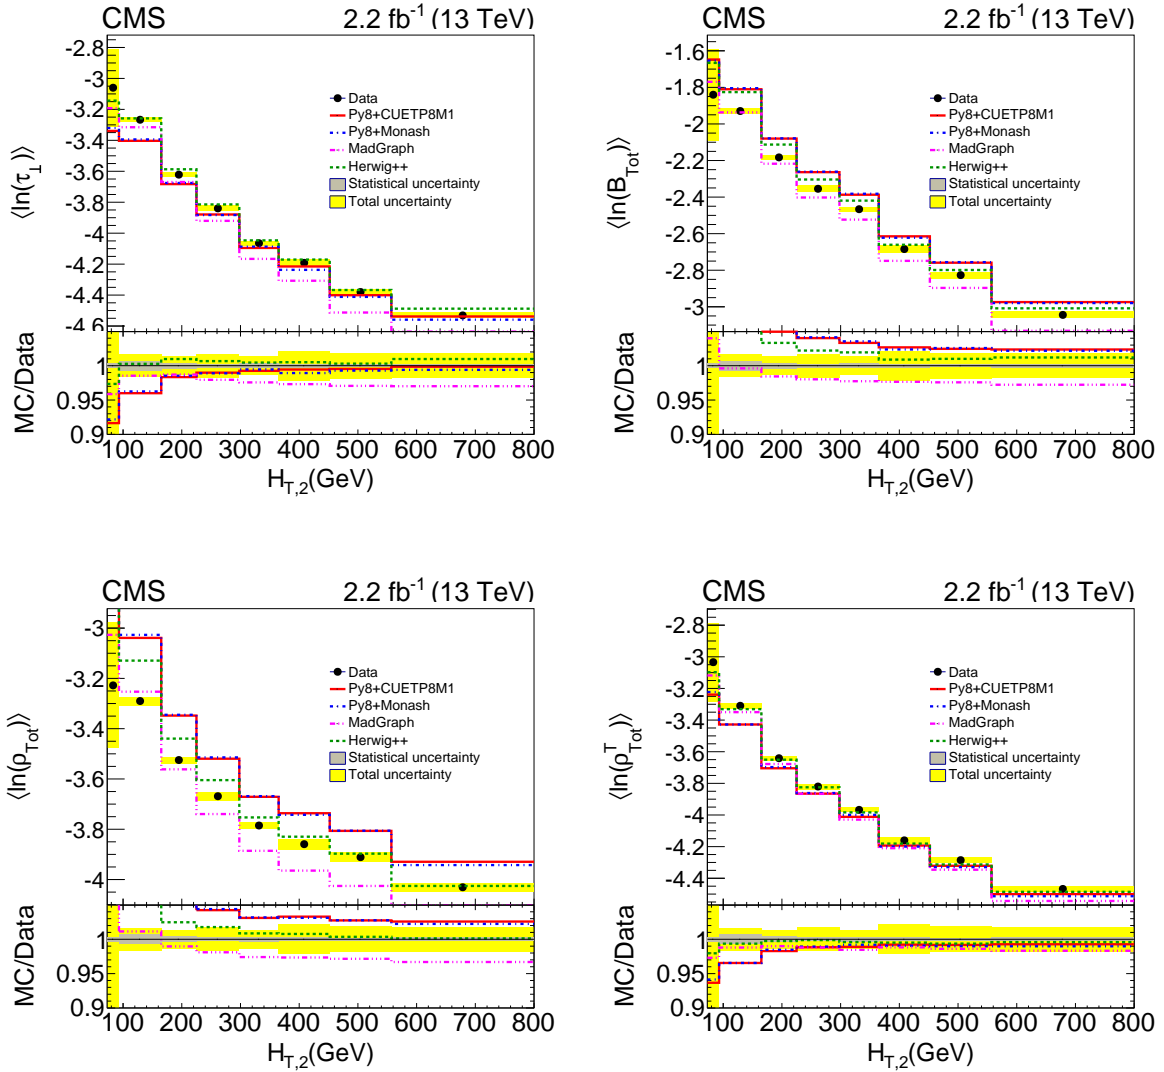 CMS 2.2 fb⁻¹ (13 TeV)
⟨ln(τ⊥)⟩
-2.8
-3
-3.2
-3.4
-3.6
-3.8
-4
-4.2
-4.4
-4.6
Data
Py8+CUETP8M1
Py8+Monash
MadGraph
Herwig++
Statistical uncertainty
Total uncertainty
MC/Data
1
0.95
0.9
100 200 300 400 500 600 700 800
H_T,2(GeV)
CMS 2.2 fb⁻¹ (13 TeV)
⟨ln(B_Tot)⟩
-1.6
-1.8
-2
-2.2
-2.4
-2.6
-2.8
-3
Data
Py8+CUETP8M1
Py8+Monash
MadGraph
Herwig++
Statistical uncertainty
Total uncertainty
MC/Data
1
0.95
0.9
100 200 300 400 500 600 700 800
H_T,2(GeV)
CMS 2.2 fb⁻¹ (13 TeV)
⟨ln(ρ_Tot)⟩
-3
-3.2
-3.4
-3.6
-3.8
-4
Data
Py8+CUETP8M1
Py8+Monash
MadGraph
Herwig++
Statistical uncertainty
Total uncertainty
MC/Data
1
0.95
0.9
100 200 300 400 500 600 700 800
H_T,2(GeV)
CMS 2.2 fb⁻¹ (13 TeV)
⟨ln(ρ^T_Tot)⟩
-2.8
-3
-3.2
-3.4
-3.6
-3.8
-4
-4.2
-4.4
Data
Py8+CUETP8M1
Py8+Monash
MadGraph
Herwig++
Statistical uncertainty
Total uncertainty
MC/Data
1
0.95
0.9
100 200 300 400 500 600 700 800
H_T,2(GeV)